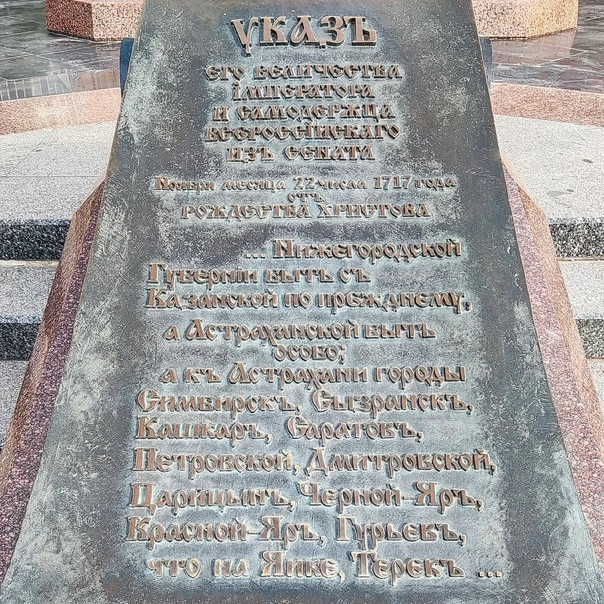 УКАЗЪ
ЕГО ВЕЛИЧЕСТВА
ІМПЕРАТОРА
И САМОДЕРЖЦА
ВСЕРОССІЙСКАГО
ИЗЪ СЕНАТА
Ноября месяца 22 числа 1717 года
отъ
РОЖДЕСТВА ХРИСТОВА
... Нижегородской
Губерніи быть съ
Казанской по прежднему,
а Астраханской быть
особо;
а къ Астрахани городы
Симбирскъ, Сызранскъ,
Кашкаръ, Саратовъ,
Петровской, Дмитровской,
Царицынъ, Черной-Яръ,
Красной-Яръ, Гурьевъ,
что на Яике, Терекъ ...